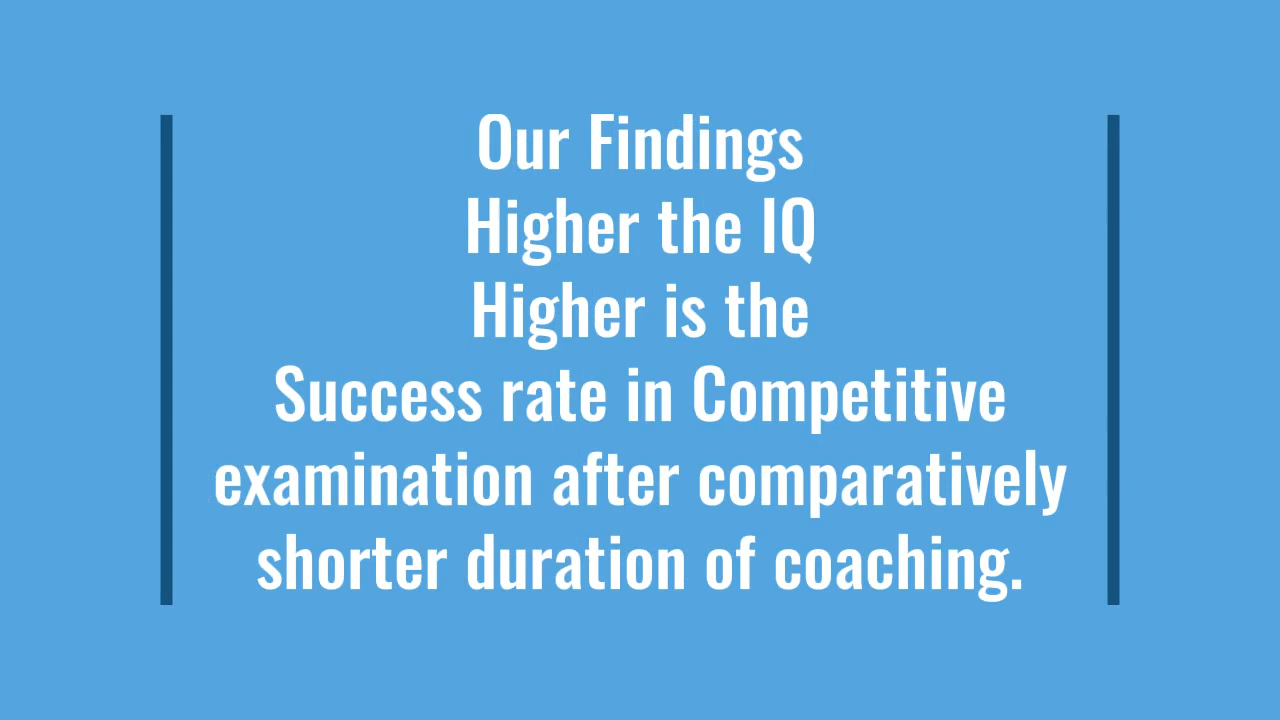 Our Findings
Higher the IQ
Higher is the
Success rate in Competitive
examination after comparatively
shorter duration of coaching.